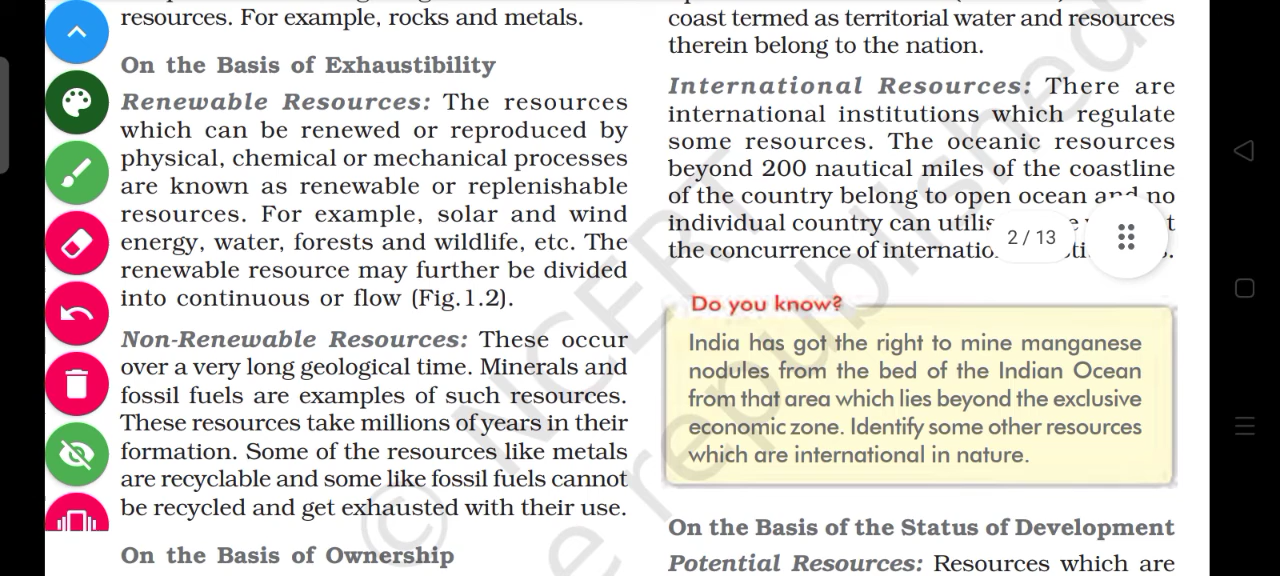 resources. For example, rocks and metals.
On the Basis of Exhaustibility
Renewable Resources: The resources
which can be renewed or reproduced by
physical, chemical or mechanical processes
are known as renewable or replenishable
resources. For example, solar and wind
energy, water, forests and wildlife, etc. The
renewable resource may further be divided
into continuous or flow (Fig.1.2).
Non-Renewable Resources: These occur
over a very long geological time. Minerals and
fossil fuels are examples of such resources.
These resources take millions of years in their
formation. Some of the resources like metals
are recyclable and some like fossil fuels cannot
be recycled and get exhausted with their use.
On the Basis of Ownership
coast termed as territorial water and resources
therein belong to the nation.
International Resources: There are
international institutions which regulate
some resources. The oceanic resources
beyond 200 nautical miles of the coastline
of the country belong to open ocean and no
individual country can
the concurrence of
2 / 13
Do you know?
India has got the right to mine manganese
nodules from the bed of the Indian Ocean
from that area which lies beyond the exclusive
economic zone. Identify some other resources
which are international in nature.
On the Basis of the Status of Development
Potential Resources: Resources which are
© NCERT
republished